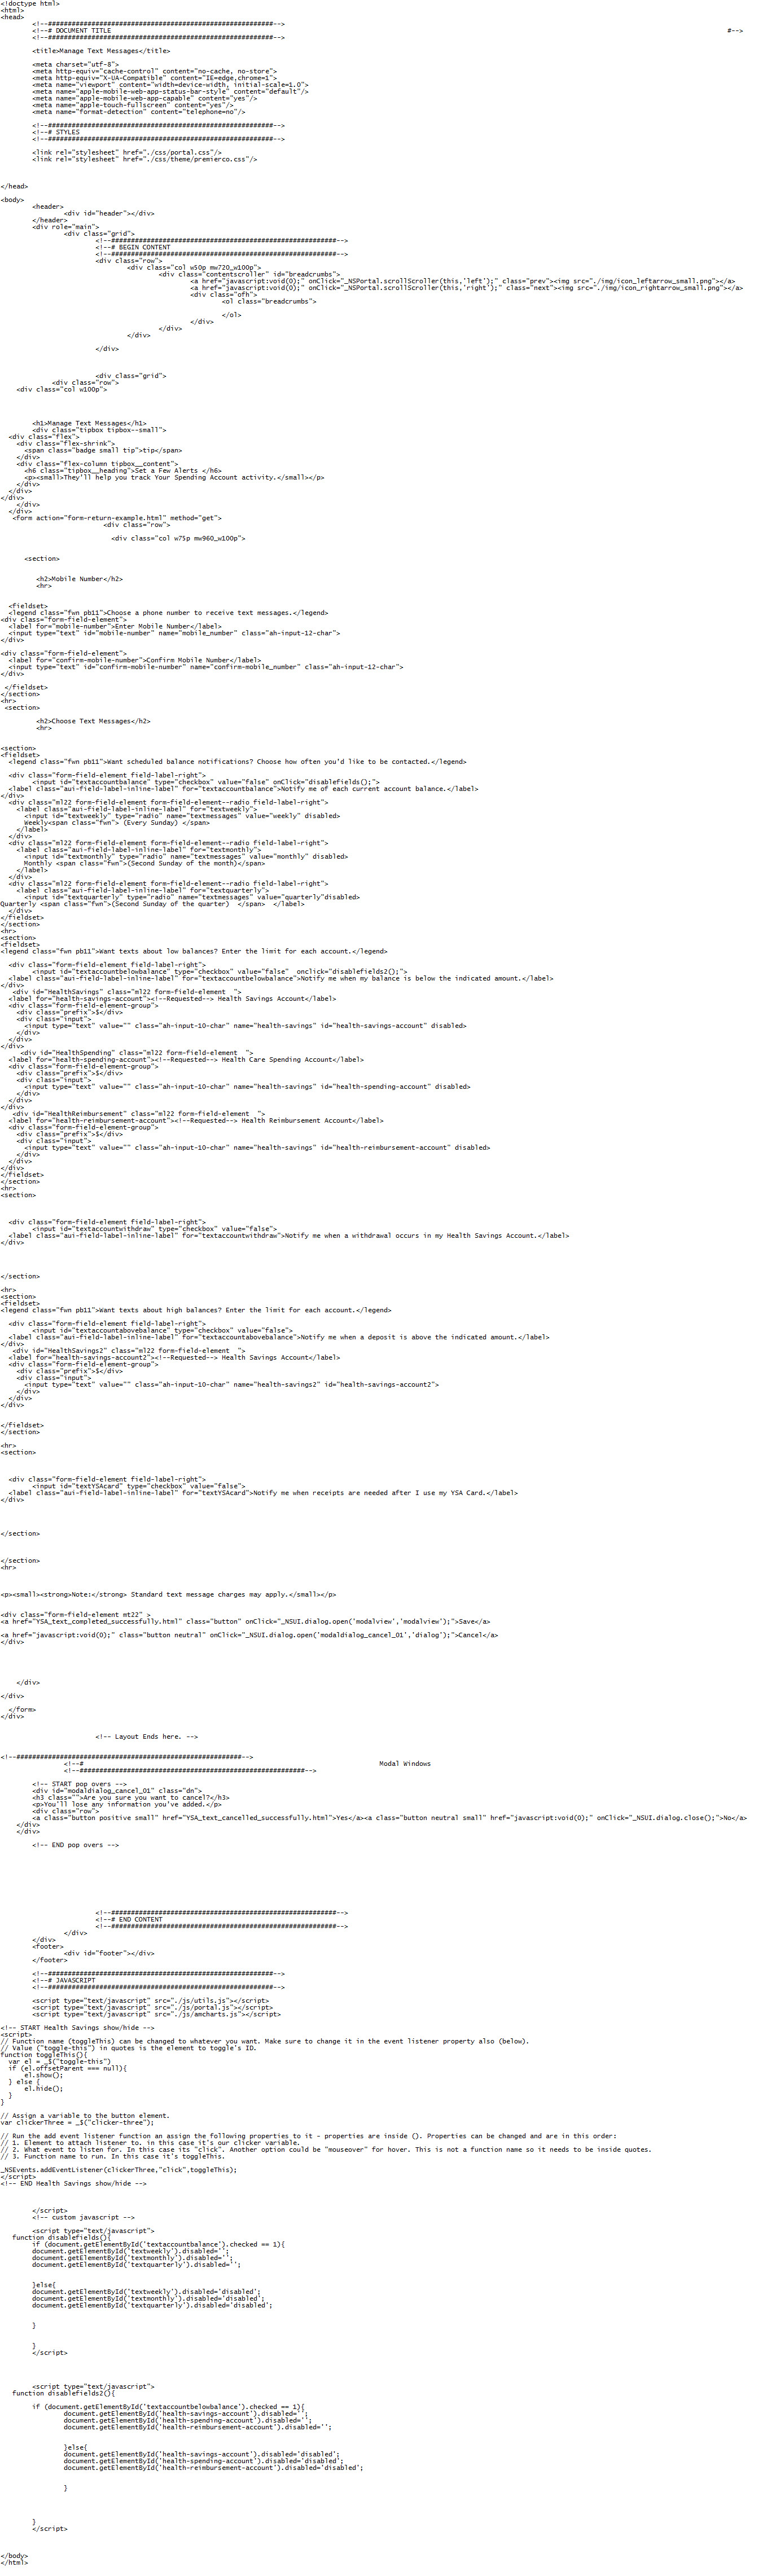 <!doctype html>
<html>
<head>
<!--#########################################################-->
<!--# DOCUMENT TITLE #-->
<!--#########################################################-->
<title>Manage Text Messages</title>
<meta charset="utf-8">
<meta http-equiv="cache-control" content="no-cache, no-store">
<meta http-equiv="X-UA-Compatible" content="IE=edge,chrome=1">
<meta name="viewport" content="width=device-width, initial-scale=1.0">
<meta name="apple-mobile-web-app-status-bar-style" content="default"/>
<meta name="apple-mobile-web-app-capable" content="yes"/>
<meta name="apple-touch-fullscreen" content="yes"/>
<meta name="format-detection" content="telephone=no"/>
<!--#########################################################-->
<!--# STYLES
<!--#########################################################-->
<link rel="stylesheet" href="./css/portal.css"/>
<link rel="stylesheet" href="./css/theme/premierco.css"/>
</head>
<body>
<header>
<div id="header"></div>
</header>
<div role="main">
<div class="grid">
<!--#########################################################-->
<!--# BEGIN CONTENT
<!--#########################################################-->
<div class="row">
<div class="col w50p mw720_w100p">
<div class="contentscroller" id="breadcrumbs">
<a href="javascript:void(0);" onClick="_NSPortal.scrollScroller(this,'left');" class="prev"><img src="./img/icon_leftarrow_small.png"></a>
<a href="javascript:void(0);" onClick="_NSPortal.scrollScroller(this,'right');" class="next"><img src="./img/icon_rightarrow_small.png"></a>
<div class="ofh">
<ol class="breadcrumbs">
</ol>
</div>
</div>
</div>
</div>
<div class="grid">
<div class="row">
<div class="col w100p">
<h1>Manage Text Messages</h1>
<div class="tipbox tipbox--small">
<div class="flex">
<div class="flex-shrink">
<span class="badge small tip">tip</span>
</div>
<div class="flex-column tipbox__content">
<h6 class="tipbox__heading">Set a Few Alerts </h6>
<p><small>They'll help you track Your Spending Account activity.</small></p>
</div>
</div>
</div>
</div>
</div>
<form action="form-return-example.html" method="get">
<div class="row">
<div class="col w75p mw960_w100p">
<section>
<h2>Mobile Number</h2>
<hr>
<fieldset>
<legend class="fwn pb11">Choose a phone number to receive text messages.</legend>
<div class="form-field-element">
<label for="mobile-number">Enter Mobile Number</label>
<input type="text" id="mobile-number" name="mobile_number" class="ah-input-12-char">
</div>
<div class="form-field-element">
<label for="confirm-mobile-number">Confirm Mobile Number</label>
<input type="text" id="confirm-mobile-number" name="confirm-mobile_number" class="ah-input-12-char">
</div>
</fieldset>
</section>
<hr>
<section>
<h2>Choose Text Messages</h2>
<hr>
<section>
<fieldset>
<legend class="fwn pb11">Want scheduled balance notifications? Choose how often you'd like to be contacted.</legend>
<div class="form-field-element field-label-right">
<input id="textaccountbalance" type="checkbox" value="false" onClick="disablefields();">
<label class="aui-field-label-inline-label" for="textaccountbalance">Notify me of each current account balance.</label>
</div>
<div class="ml22 form-field-element form-field-element--radio field-label-right">
<label class="aui-field-label-inline-label" for="textweekly">
<input id="textweekly" type="radio" name="textmessages" value="weekly" disabled>
Weekly<span class="fwn"> (Every Sunday) </span>
</label>
</div>
<div class="ml22 form-field-element form-field-element--radio field-label-right">
<label class="aui-field-label-inline-label" for="textmonthly">
<input id="textmonthly" type="radio" name="textmessages" value="monthly" disabled>
Monthly <span class="fwn">(Second Sunday of the month)</span>
</label>
</div>
<div class="ml22 form-field-element form-field-element--radio field-label-right">
<label class="aui-field-label-inline-label" for="textquarterly">
<input id="textquarterly" type="radio" name="textmessages" value="quarterly"disabled>
Quarterly <span class="fwn">(Second Sunday of the quarter)  </span>  </label>
</div>
</fieldset>
</section>
<hr>
<section>
<fieldset>
<legend class="fwn pb11">Want texts about low balances? Enter the limit for each account.</legend>
<div class="form-field-element field-label-right">
<input id="textaccountbelowbalance" type="checkbox" value="false"  onclick="disablefields2();">
<label class="aui-field-label-inline-label" for="textaccountbelowbalance">Notify me when my balance is below the indicated amount.</label>
</div>
<div id="HealthSavings" class="ml22 form-field-element  ">
<label for="health-savings-account"><!--Requested--> Health Savings Account</label>
<div class="form-field-element-group">
<div class="prefix">$</div>
<div class="input">
<input type="text" value="" class="ah-input-10-char" name="health-savings" id="health-savings-account" disabled>
</div>
</div>
</div>
<div id="HealthSpending" class="ml22 form-field-element  ">
<label for="health-spending-account"><!--Requested--> Health Care Spending Account</label>
<div class="form-field-element-group">
<div class="prefix">$</div>
<div class="input">
<input type="text" value="" class="ah-input-10-char" name="health-savings" id="health-spending-account" disabled>
</div>
</div>
</div>
<div id="HealthReimbursement" class="ml22 form-field-element  ">
<label for="health-reimbursement-account"><!--Requested--> Health Reimbursement Account</label>
<div class="form-field-element-group">
<div class="prefix">$</div>
<div class="input">
<input type="text" value="" class="ah-input-10-char" name="health-savings" id="health-reimbursement-account" disabled>
</div>
</div>
</div>
</fieldset>
</section>
<hr>
<section>
<div class="form-field-element field-label-right">
<input id="textaccountwithdraw" type="checkbox" value="false">
<label class="aui-field-label-inline-label" for="textaccountwithdraw">Notify me when a withdrawal occurs in my Health Savings Account.</label>
</div>
</section>
<hr>
<section>
<fieldset>
<legend class="fwn pb11">Want texts about high balances? Enter the limit for each account.</legend>
<div class="form-field-element field-label-right">
<input id="textaccountabovebalance" type="checkbox" value="false">
<label class="aui-field-label-inline-label" for="textaccountabovebalance">Notify me when a deposit is above the indicated amount.</label>
</div>
<div id="HealthSavings2" class="ml22 form-field-element  ">
<label for="health-savings-account2"><!--Requested--> Health Savings Account</label>
<div class="form-field-element-group">
<div class="prefix">$</div>
<div class="input">
<input type="text" value="" class="ah-input-10-char" name="health-savings2" id="health-savings-account2">
</div>
</div>
</div>
</fieldset>
</section>
<hr>
<section>
<div class="form-field-element field-label-right">
<input id="textYSAcard" type="checkbox" value="false">
<label class="aui-field-label-inline-label" for="textYSAcard">Notify me when receipts are needed after I use my YSA Card.</label>
</div>
</section>
</section>
<hr>
<p><small><strong>Note:</strong> Standard text message charges may apply.</small></p>
<div class="form-field-element mt22" >
<a href="YSA_text_completed_successfully.html" class="button" onClick="_NSUI.dialog.open('modalview','modalview');">Save</a>
<a href="javascript:void(0);" class="button neutral" onClick="_NSUI.dialog.open('modaldialog_cancel_01','dialog');">Cancel</a>
</div>
</div>
</div>
</form>
</div>
<!-- Layout Ends here. -->
<!--#########################################################-->
<!--# Modal Windows
<!--#########################################################-->
<!-- START pop overs -->
<div id="modaldialog_cancel_01" class="dn">
<h3 class="">Are you sure you want to cancel?</h3>
<p>You'll lose any information you've added.</p>
<div class="row">
<a class="button positive small" href="YSA_text_cancelled_successfully.html">Yes</a><a class="button neutral small" href="javascript:void(0);" onClick="_NSUI.dialog.close();">No</a>
</div>
</div>
<!-- END pop overs -->
<!--#########################################################-->
<!--# END CONTENT
<!--#########################################################-->
</div>
</div>
<footer>
<div id="footer"></div>
</footer>
<!--#########################################################-->
<!--# JAVASCRIPT
<!--#########################################################-->
<script type="text/javascript" src="./js/utils.js"></script>
<script type="text/javascript" src="./js/portal.js"></script>
<script type="text/javascript" src="./js/amcharts.js"></script>
<!-- START Health Savings show/hide -->
<script>
// Function name (toggleThis) can be changed to whatever you want. Make sure to change it in the event listener property also (below).
// Value ("toggle-this") in quotes is the element to toggle's ID.
function toggleThis(){
var el = _$("toggle-this")
if (el.offsetParent === null){
el.show();
} else {
el.hide();
}
}
// Assign a variable to the button element.
var clickerThree = _$("clicker-three");
// Run the add event listener function an assign the following properties to it - properties are inside (). Properties can be changed and are in this order:
// 1. Element to attach listener to. in this case it's our clicker variable.
// 2. What event to listen for. In this case its "click". Another option could be "mouseover" for hover. This is not a function name so it needs to be inside quotes.
// 3. Function name to run. In this case it's toggleThis.
_NSEvents.addEventListener(clickerThree,"click",toggleThis);
</script>
<!-- END Health Savings show/hide -->
</script>
<!-- custom javascript -->
<script type="text/javascript">
function disablefields(){
if (document.getElementById('textaccountbalance').checked == 1){
document.getElementById('textweekly').disabled='';
document.getElementById('textmonthly').disabled='';
document.getElementById('textquarterly').disabled='';
}else{
document.getElementById('textweekly').disabled='disabled';
document.getElementById('textmonthly').disabled='disabled';
document.getElementById('textquarterly').disabled='disabled';
}
}
</script>
<script type="text/javascript">
function disablefields2(){
if (document.getElementById('textaccountbelowbalance').checked == 1){
document.getElementById('health-savings-account').disabled='';
document.getElementById('health-spending-account').disabled='';
document.getElementById('health-reimbursement-account').disabled='';
}else{
document.getElementById('health-savings-account').disabled='disabled';
document.getElementById('health-spending-account').disabled='disabled';
document.getElementById('health-reimbursement-account').disabled='disabled';
}
}
</script>
</body>
</html>